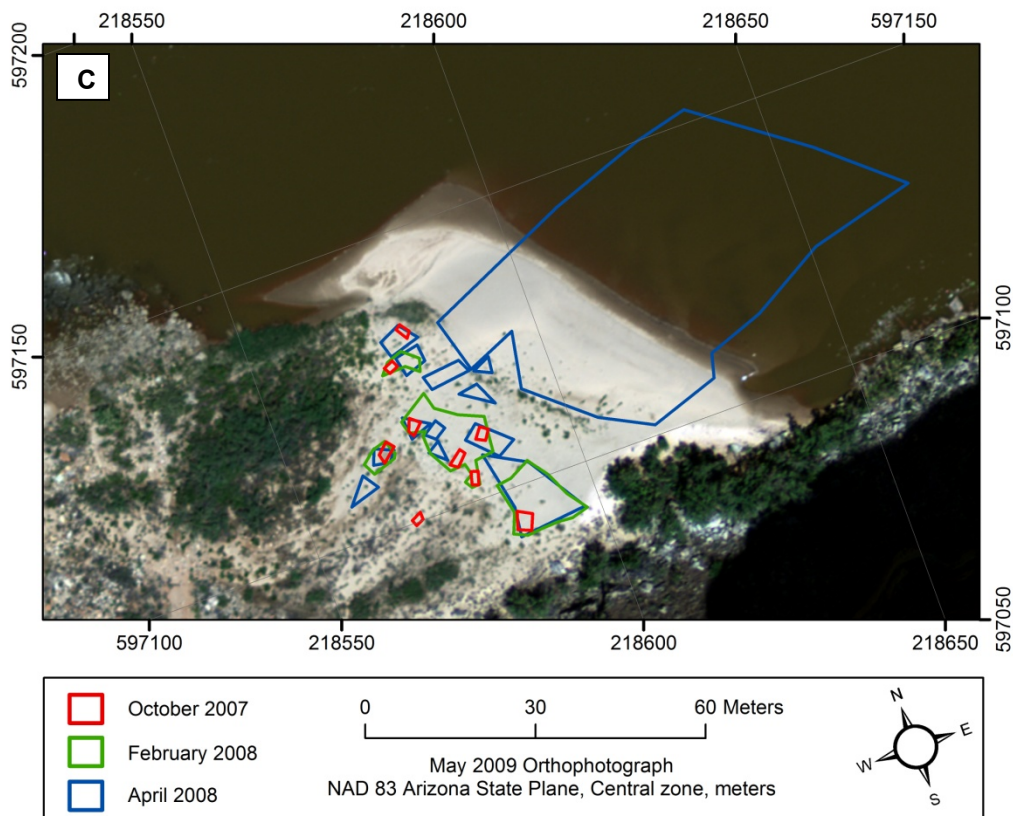 218550 218600 218650 597150
597200
C
597150
597100
597050
597100 218550 218600 218650
October 2007
February 2008
April 2008
0 30 60 Meters
May 2009 Orthophotograph
NAD 83 Arizona State Plane, Central zone, meters
N
E
W
S